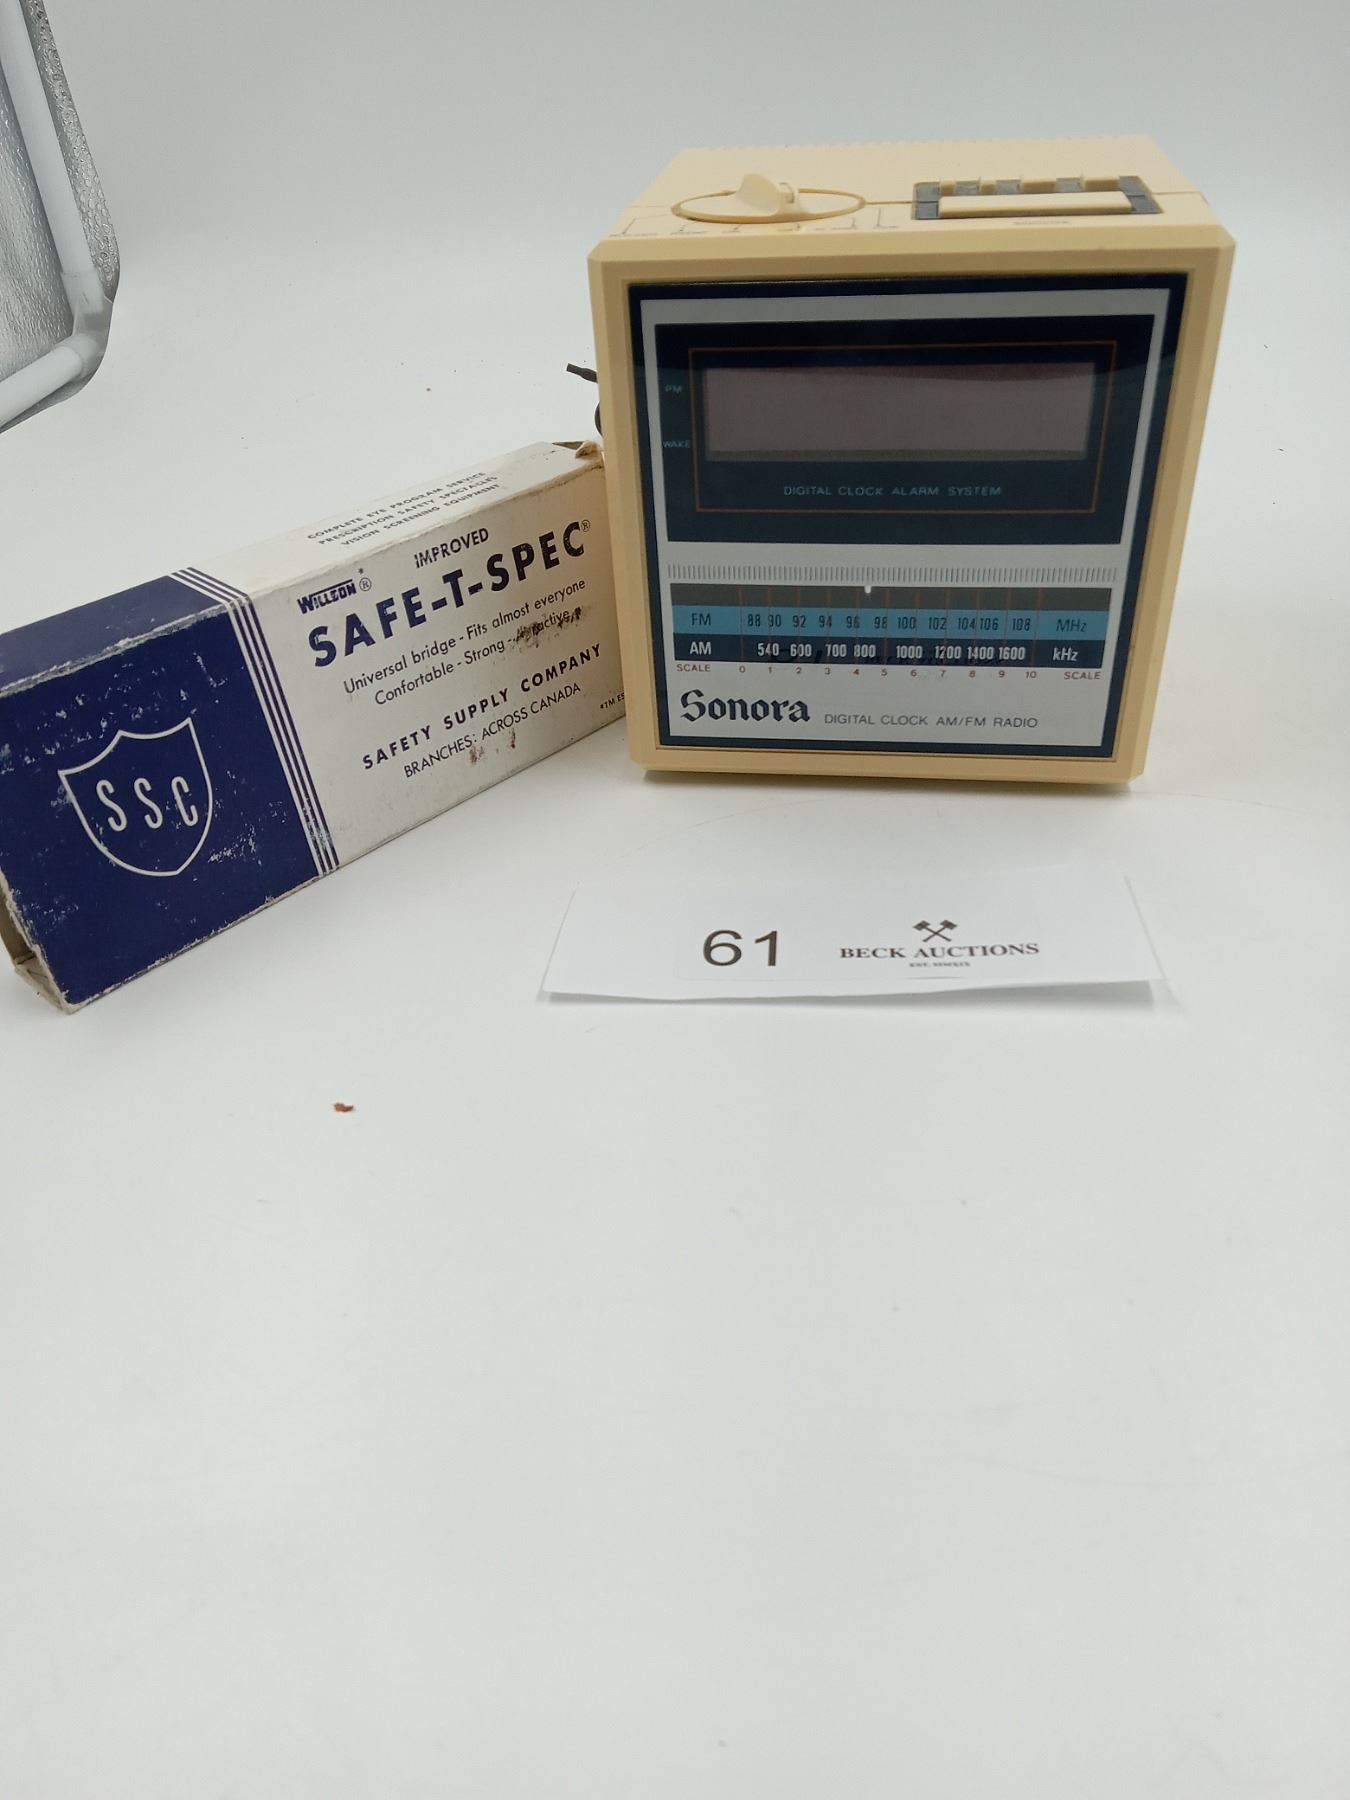 COMPLETE EYE PROGRAM SERVICE
PRESCRIPTION SAFETY SPECTACLES
VISION SCREENING EQUIPMENT
WILLSON® IMPROVED
SAFE-T-SPEC®
Universal bridge - Fits almost everyone
Confortable - Strong - Attractive
SAFETY SUPPLY COMPANY
BRANCHES: ACROSS CANADA
*TM
SSC
PM
WAKE
DIGITAL CLOCK ALARM SYSTEM
FM 88 90 92 94 96 98 100 102 104 106 108 MHz
AM 540 600 700 800 1000 1200 1400 1600 kHz
SCALE 0 1 2 3 4 5 6 7 8 9 10 SCALE
Sonora DIGITAL CLOCK AM/FM RADIO
61
BECK AUCTIONS
EST. MMXIX